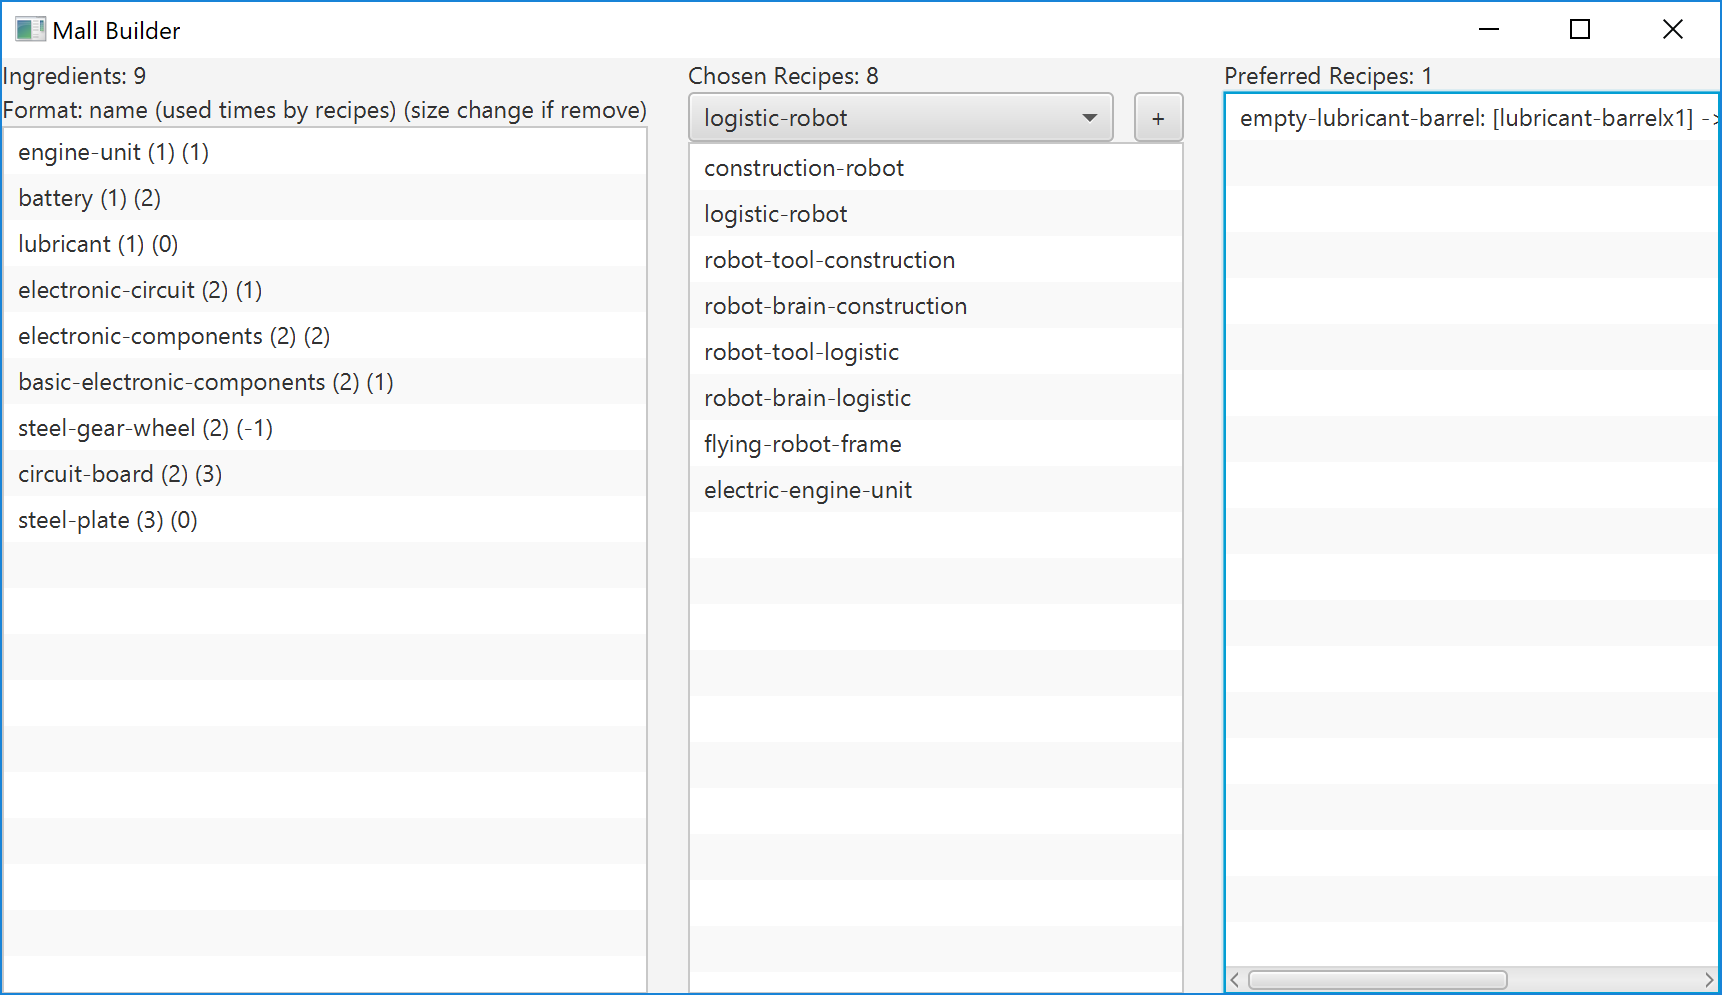 Mall Builder
Ingredients: 9
Format: name (used times by recipes) (size change if remove)
engine-unit (1) (1)
battery (1) (2)
lubricant (1) (0)
electronic-circuit (2) (1)
electronic-components (2) (2)
basic-electronic-components (2) (1)
steel-gear-wheel (2) (-1)
circuit-board (2) (3)
steel-plate (3) (0)
Chosen Recipes: 8
logistic-robot
+
construction-robot
logistic-robot
robot-tool-construction
robot-brain-construction
robot-tool-logistic
robot-brain-logistic
flying-robot-frame
electric-engine-unit
Preferred Recipes: 1
empty-lubricant-barrel: [lubricant-barrelx1] ->